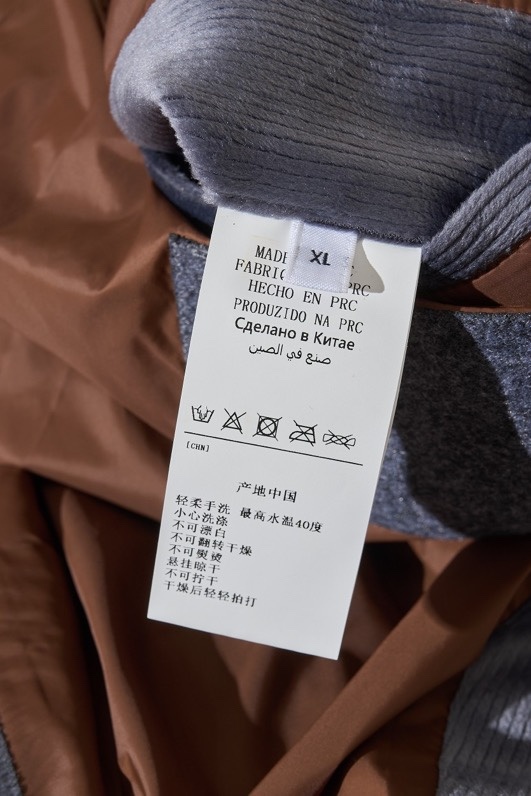 XL
MADE
FABRI PRC
HECHO EN PRC
PRODUZIDO NA PRC
Сделано в Китае
صنع في الصين
[CHN]
产地中国
轻柔手洗 最高水温40度
小心洗涤
不可漂白
不可翻转干燥
不可熨烫
悬挂晾干
不可拧干
干燥后轻轻拍打